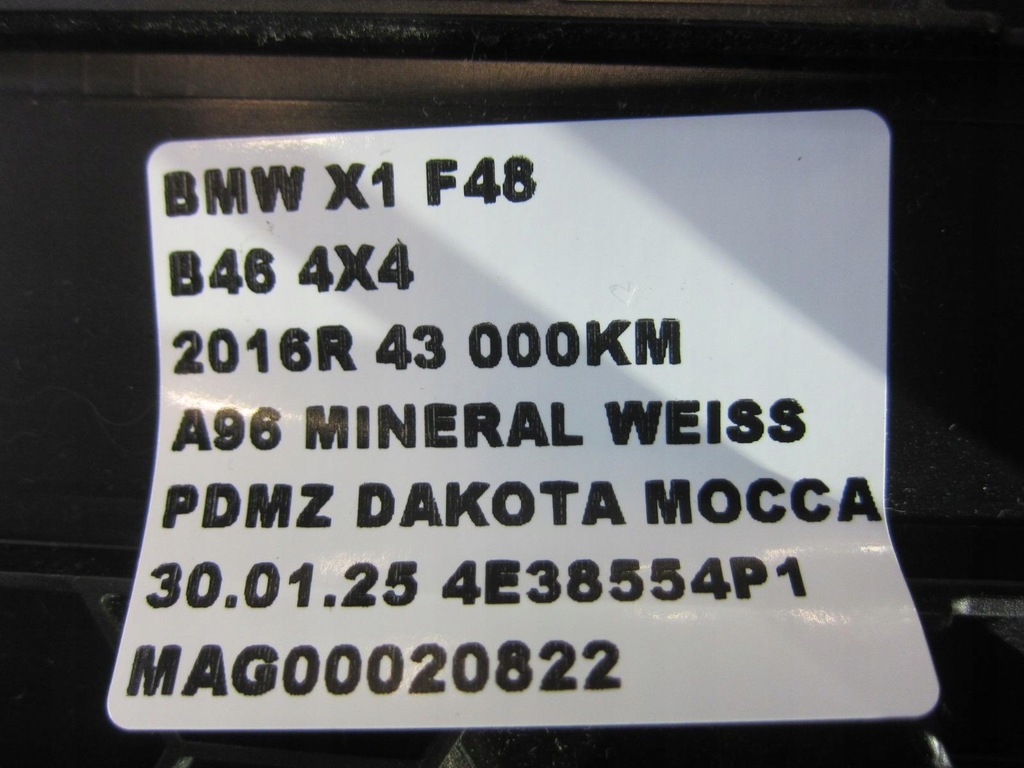 BMW X1 F48
B46 4X4
2016R 43 000KM
A96 MINERAL WEISS
PDMZ DAKOTA MOCCA
30.01.25 4E38554P1
MAG00020822